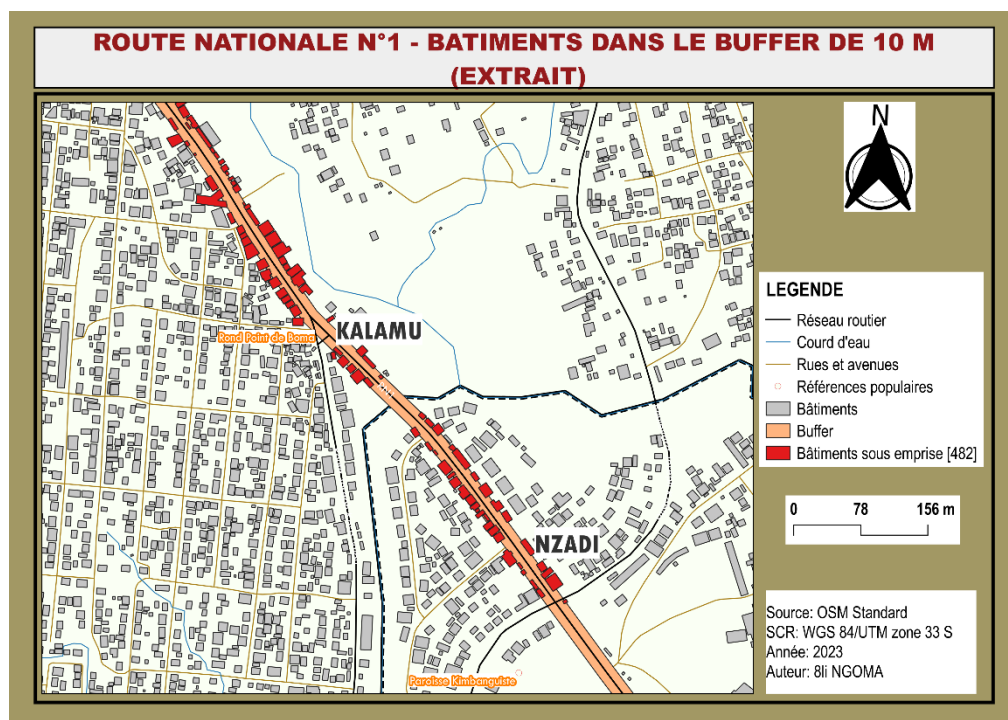 ROUTE NATIONALE N°1 - BATIMENTS DANS LE BUFFER DE 10 M
(EXTRAIT)
N
Rond Point de Boma
KALAMU
NZADI
Paroisse Kimbanguiste
LEGENDE
Réseau routier
Courd d'eau
Rues et avenues
Références populaires
Bâtiments
Buffer
Bâtiments sous emprise [482]
0 78 156 m
Source: OSM Standard
SCR: WGS 84/UTM zone 33 S
Année: 2023
Auteur: 8li NGOMA